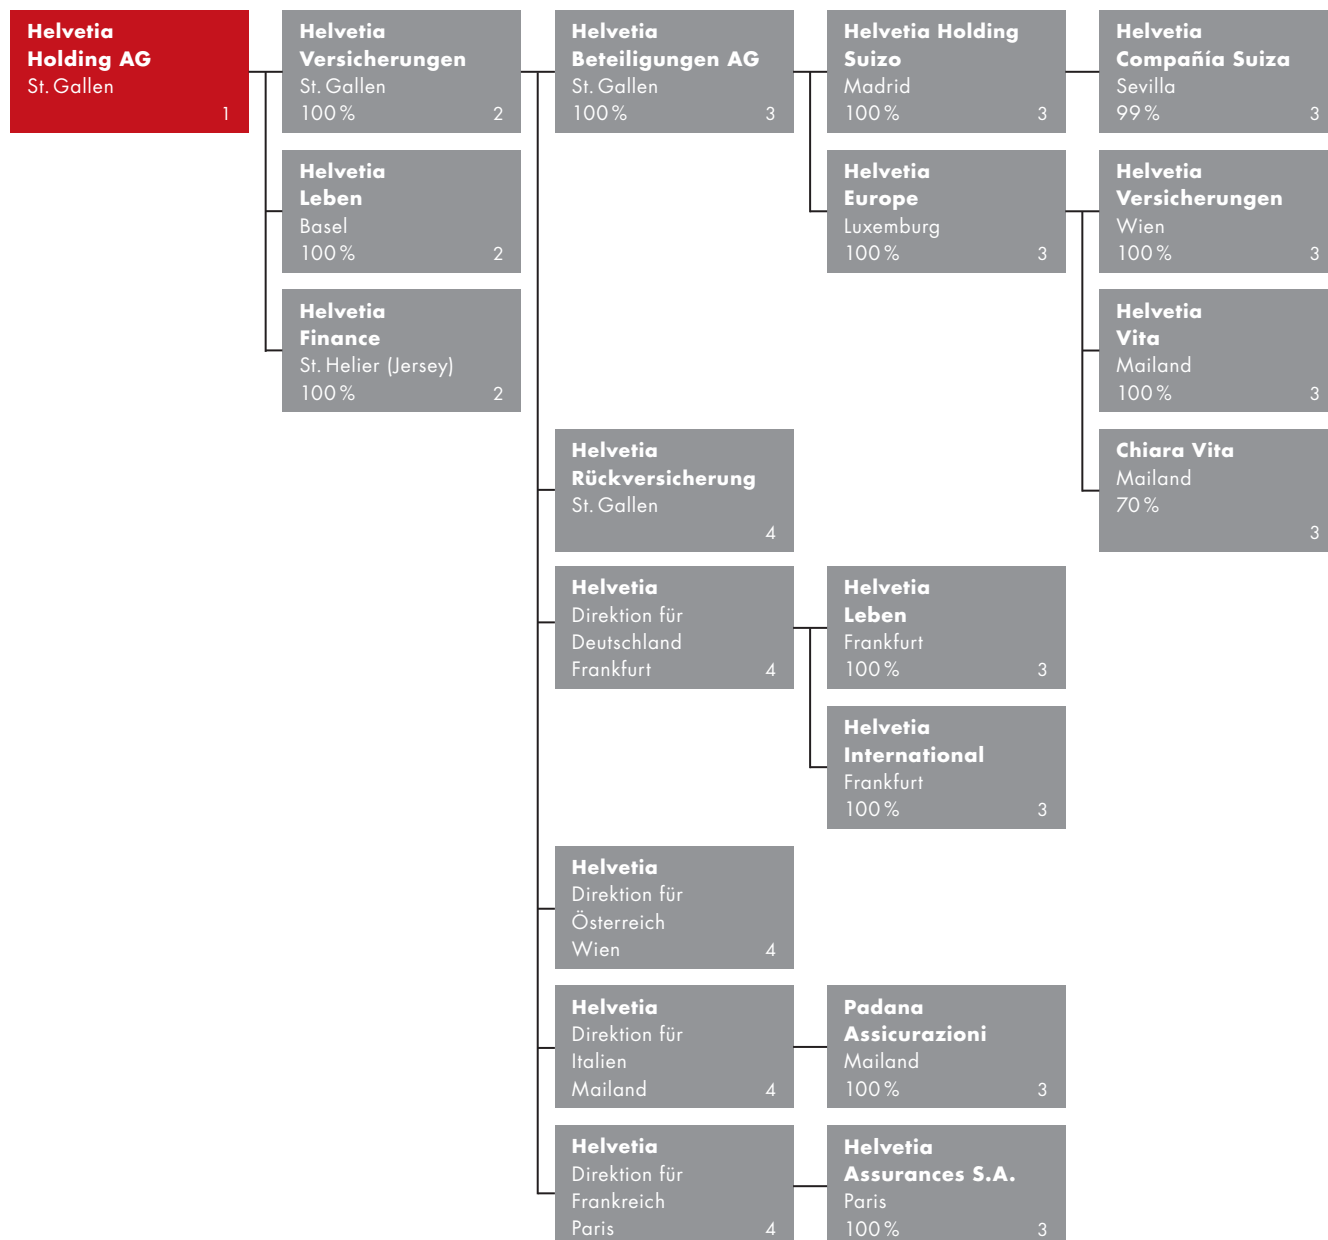 Helvetia
Holding AG
St. Gallen
1
Helvetia
Versicherungen
St. Gallen
100 % 2
Helvetia
Beteiligungen AG
St. Gallen
100 % 3
Helvetia Holding
Suizo
Madrid
100 % 3
Helvetia
Compañía Suiza
Sevilla
99 % 3
Helvetia
Leben
Basel
100 % 2
Helvetia
Europe
Luxemburg
100 % 3
Helvetia
Versicherungen
Wien
100 % 3
Helvetia
Finance
St. Helier (Jersey)
100 % 2
Helvetia
Vita
Mailand
100 % 3
Helvetia
Rückversicherung
St. Gallen
4
Chiara Vita
Mailand
70 %
3
Helvetia
Direktion für
Deutschland
Frankfurt 4
Helvetia
Leben
Frankfurt
100 % 3
Helvetia
International
Frankfurt
100 % 3
Helvetia
Direktion für
Österreich
Wien 4
Helvetia
Direktion für
Italien
Mailand 4
Padana
Assicurazioni
Mailand
100 % 3
Helvetia
Direktion für
Frankreich
Paris 4
Helvetia
Assurances S.A.
Paris
100 % 3